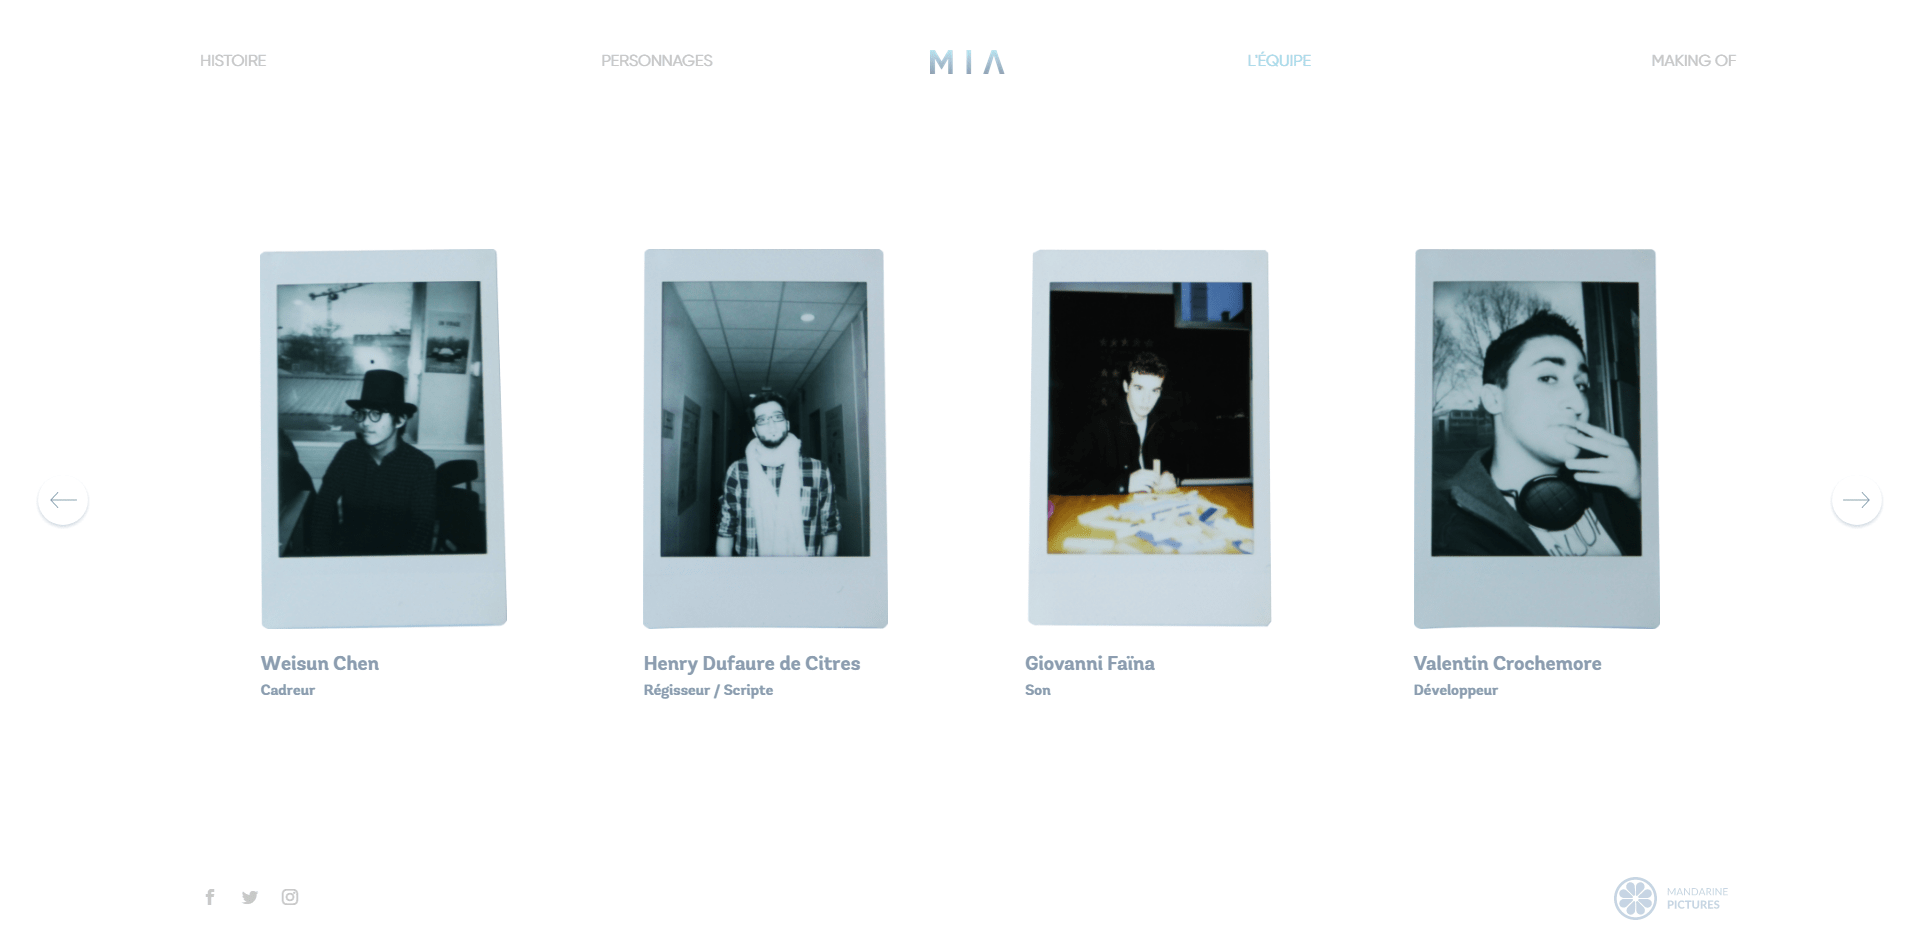 HISTOIRE
PERSONNAGES
MIA
L'ÉQUIPE
MAKING OF
Weisun Chen
Cadreur
Henry Dufaure de Citres
Régisseur / Scripte
Giovanni Faïna
Son
Valentin Crochemore
Développeur
MANDARINE
PICTURES